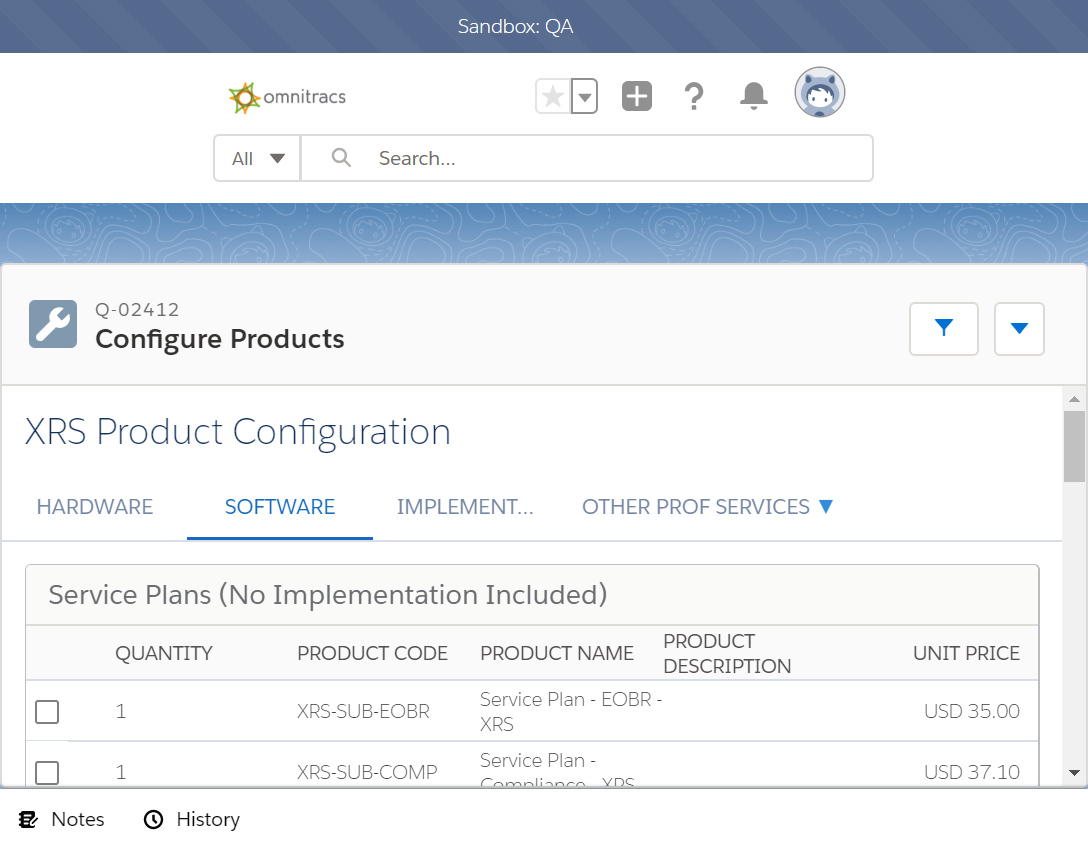 Sandbox: QA
omnitracs
All Search...
Q-02412
Configure Products
XRS Product Configuration
HARDWARE SOFTWARE IMPLEMENT... OTHER PROF SERVICES
Service Plans (No Implementation Included)
QUANTITY PRODUCT CODE PRODUCT NAME PRODUCT DESCRIPTION UNIT PRICE
1 XRS-SUB-EOBR Service Plan - EOBR - XRS USD 35.00
1 XRS-SUB-COMP Service Plan - Compliance - XRS USD 37.10
Notes History